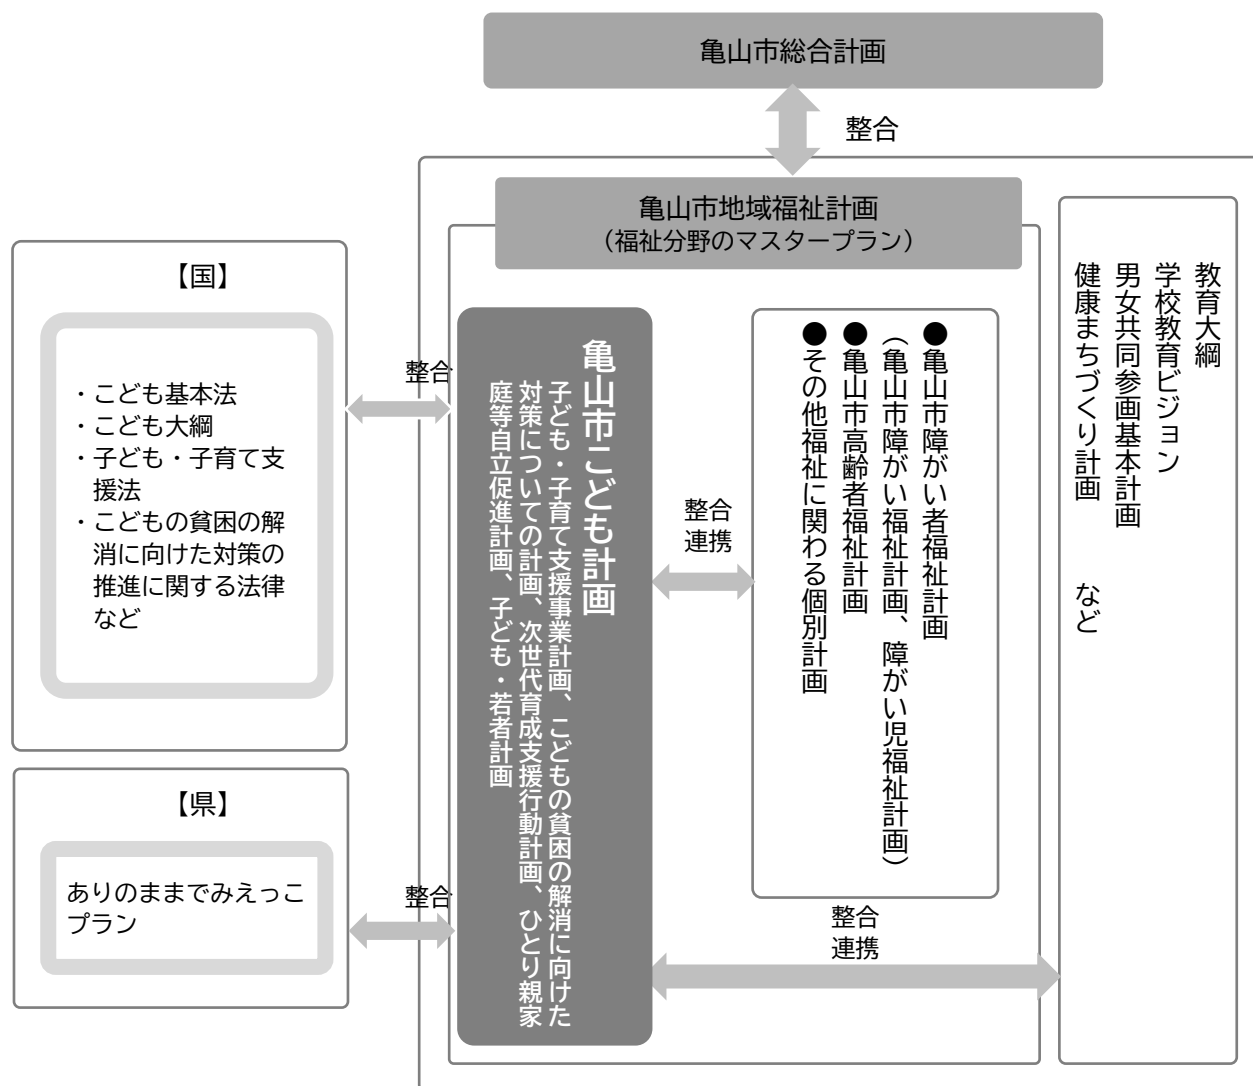 亀山市総合計画
整合
亀山市地域福祉計画
（福祉分野のマスタープラン）
【国】
・こども基本法
・こども大綱
・子ども・子育て支
援法
・こどもの貧困の解
消に向けた対策の
推進に関する法律
など
整合
【県】
ありのままでみえっこ
プラン
整合
亀山市こども計画
子ども・子育て支援事業計画、こどもの貧困の解消に向けた
対策についての計画、次世代育成支援行動計画、ひとり親家
庭等自立促進計画、子ども・若者計画
整合
連携
●亀山市障がい者福祉計画
（亀山市障がい福祉計画、障がい児福祉計画）
●亀山市高齢者福祉計画
●その他福祉に関わる個別計画
整合
連携
教育大綱
学校教育ビジョン
男女共同参画基本計画
健康まちづくり計画 など